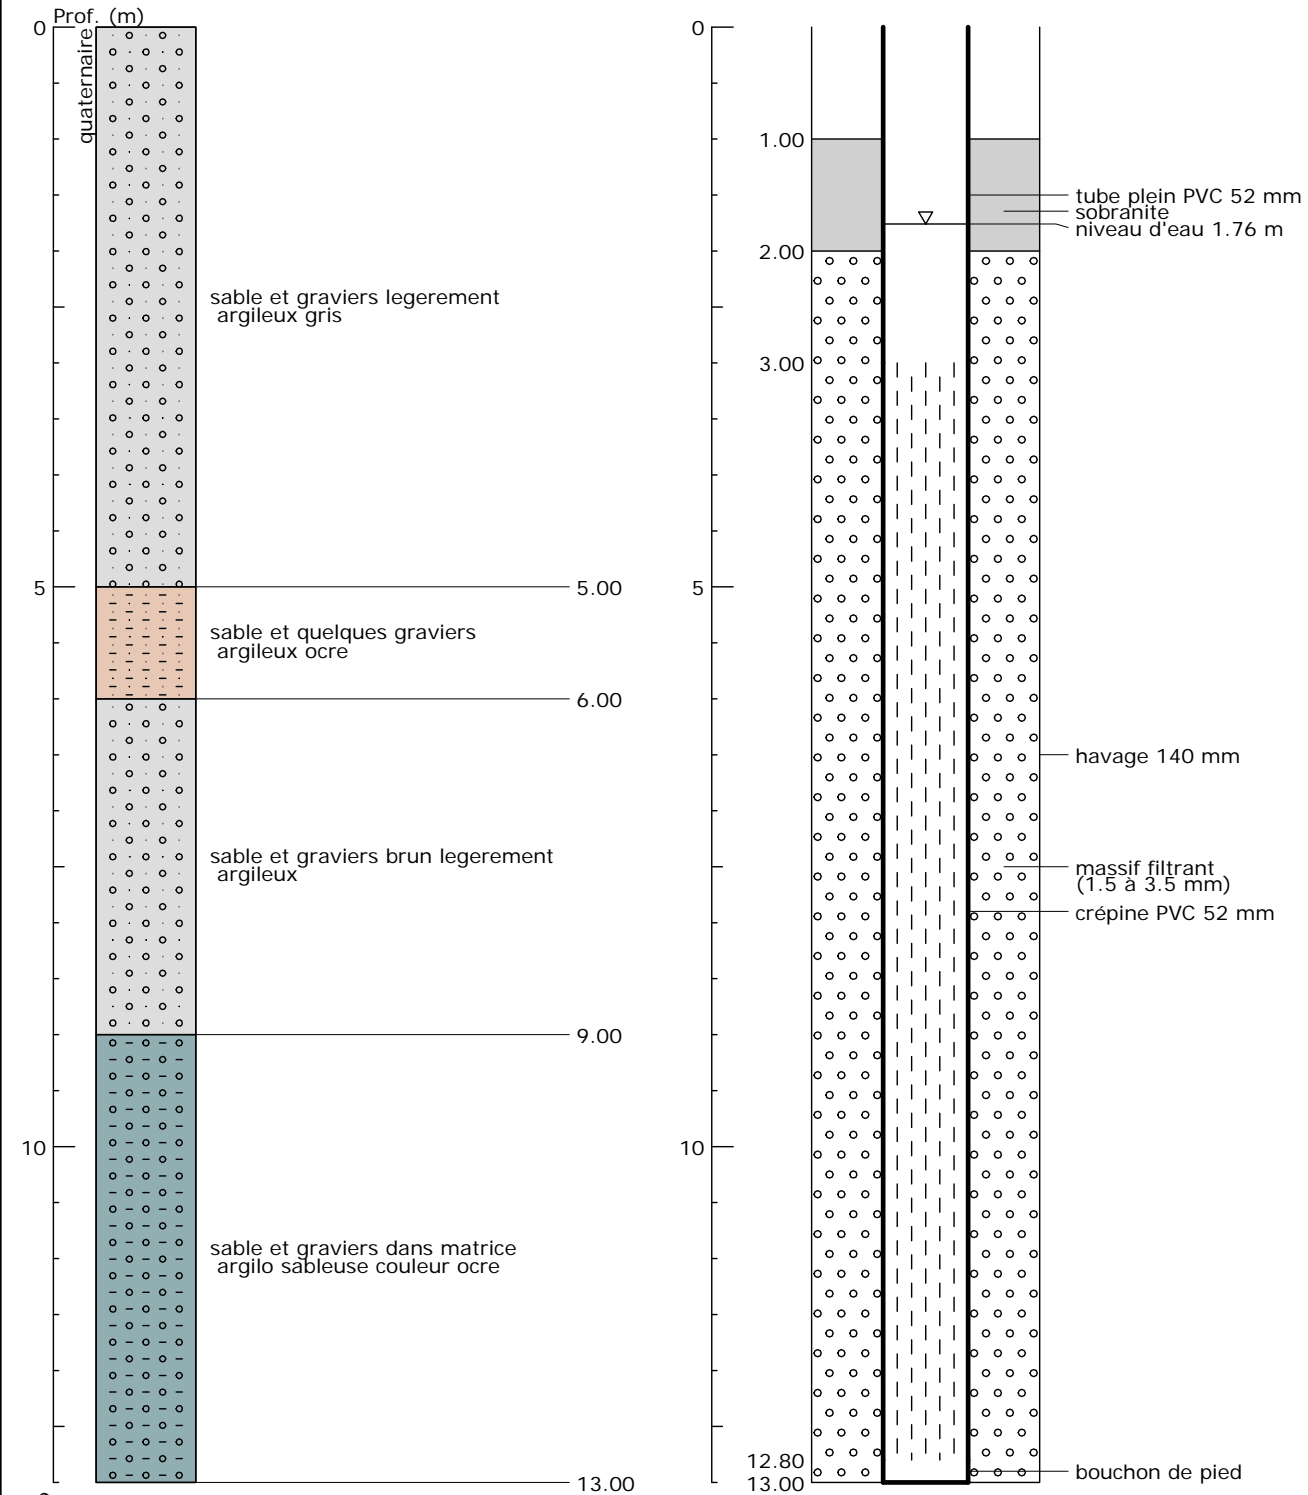 Prof. (m)
quaternaire
0
5
10
sable et graviers legerement
argileux gris
5.00
sable et quelques graviers
argileux ocre
6.00
sable et graviers brun legerement
argileux
9.00
sable et graviers dans matrice
argilo sableuse couleur ocre
13.00
0
5
10
1.00
2.00
3.00
12.80
13.00
tube plein PVC 52 mm
sobranite
niveau d'eau 1.76 m
havage 140 mm
massif filtrant
(1.5 à 3.5 mm)
crépine PVC 52 mm
bouchon de pied